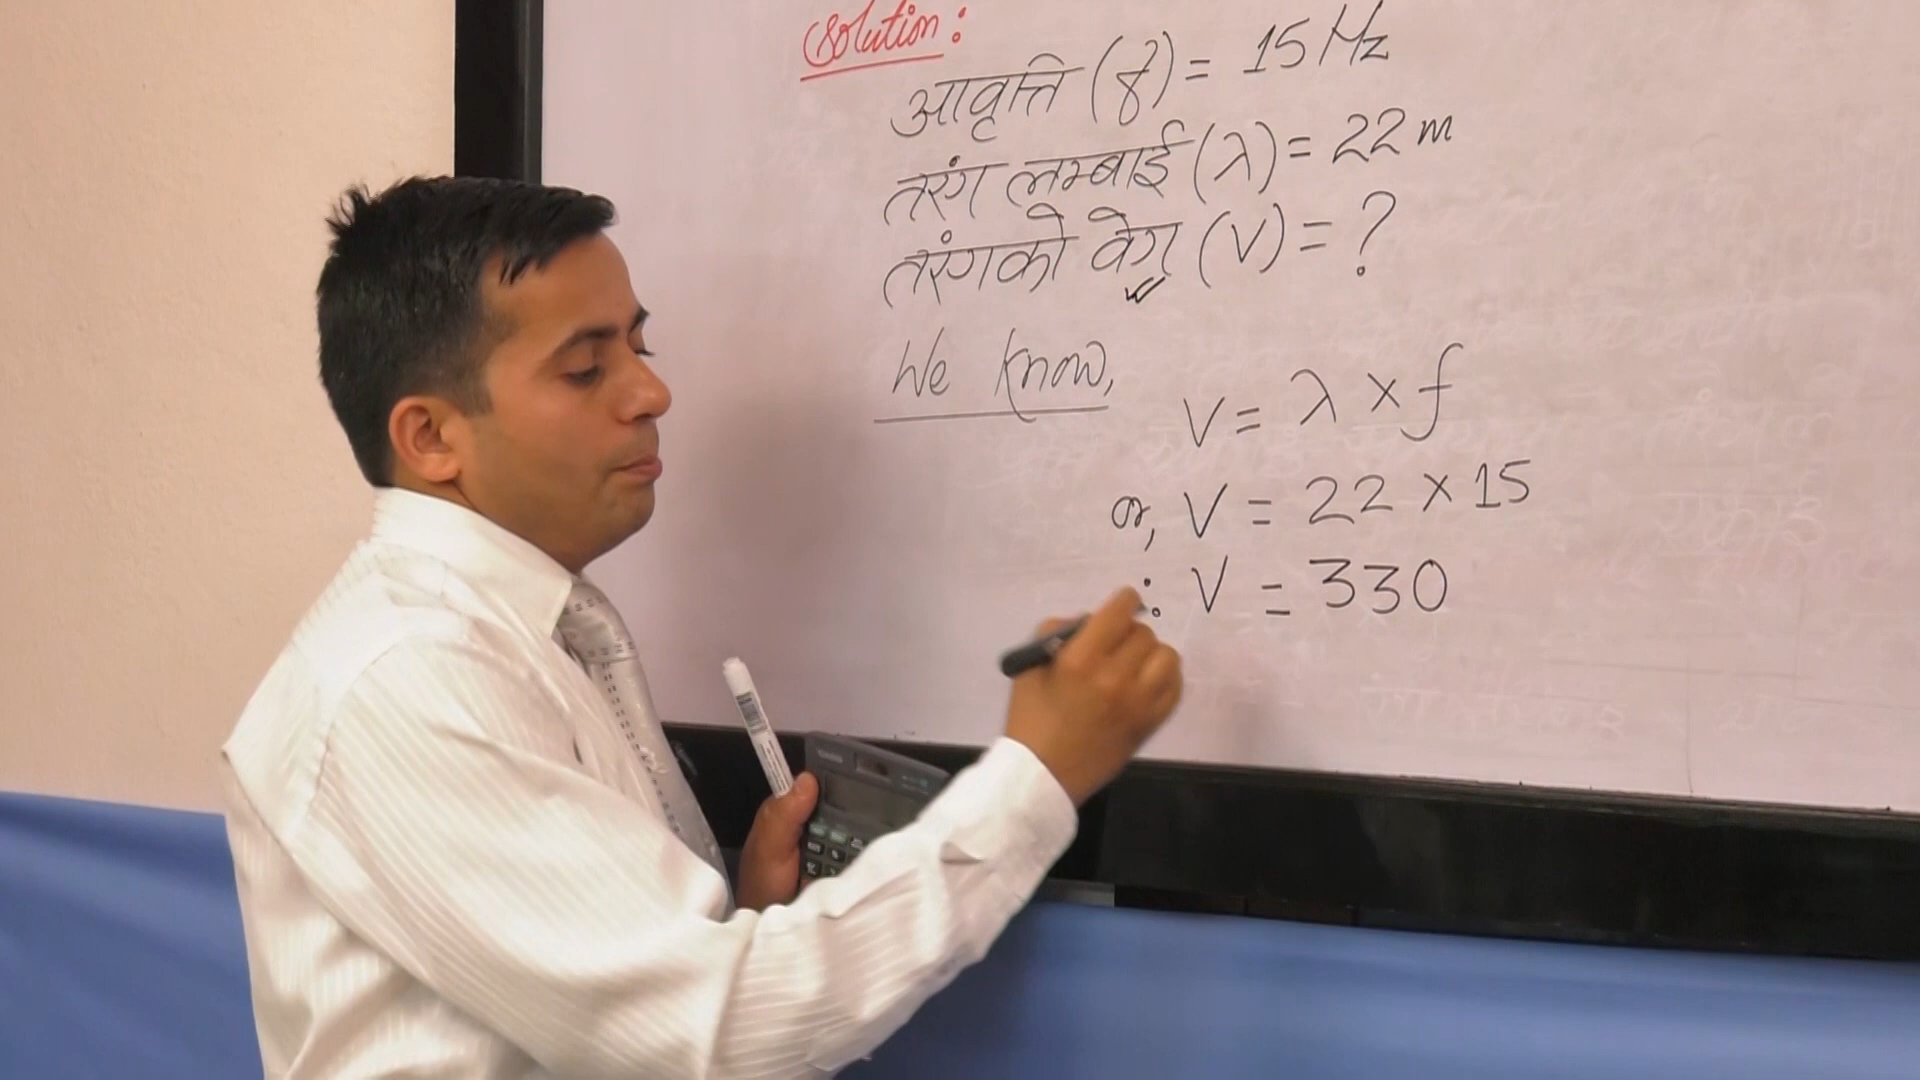 Solution:
आवृत्ति (f) = 15 Hz
तरंग लम्बाई (λ) = 22 m
तरंगको वेग (V) = ?
We know,
V = λ × f
or, V = 22 × 15
∴ V = 330